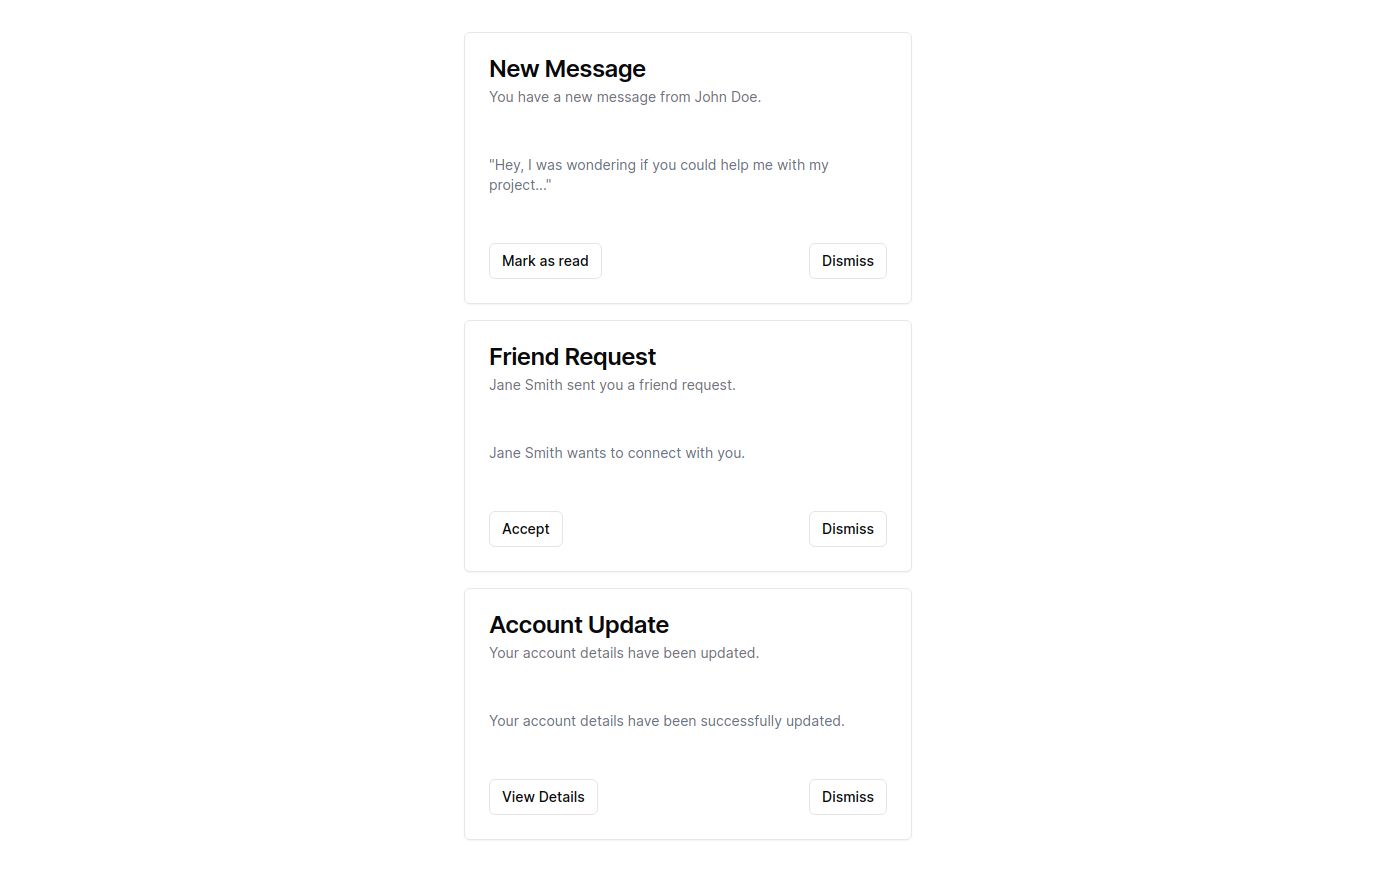 New Message
You have a new message from John Doe.
"Hey, I was wondering if you could help me with my
project..."
Mark as read
Dismiss
Friend Request
Jane Smith sent you a friend request.
Jane Smith wants to connect with you.
Accept
Dismiss
Account Update
Your account details have been updated.
Your account details have been successfully updated.
View Details
Dismiss